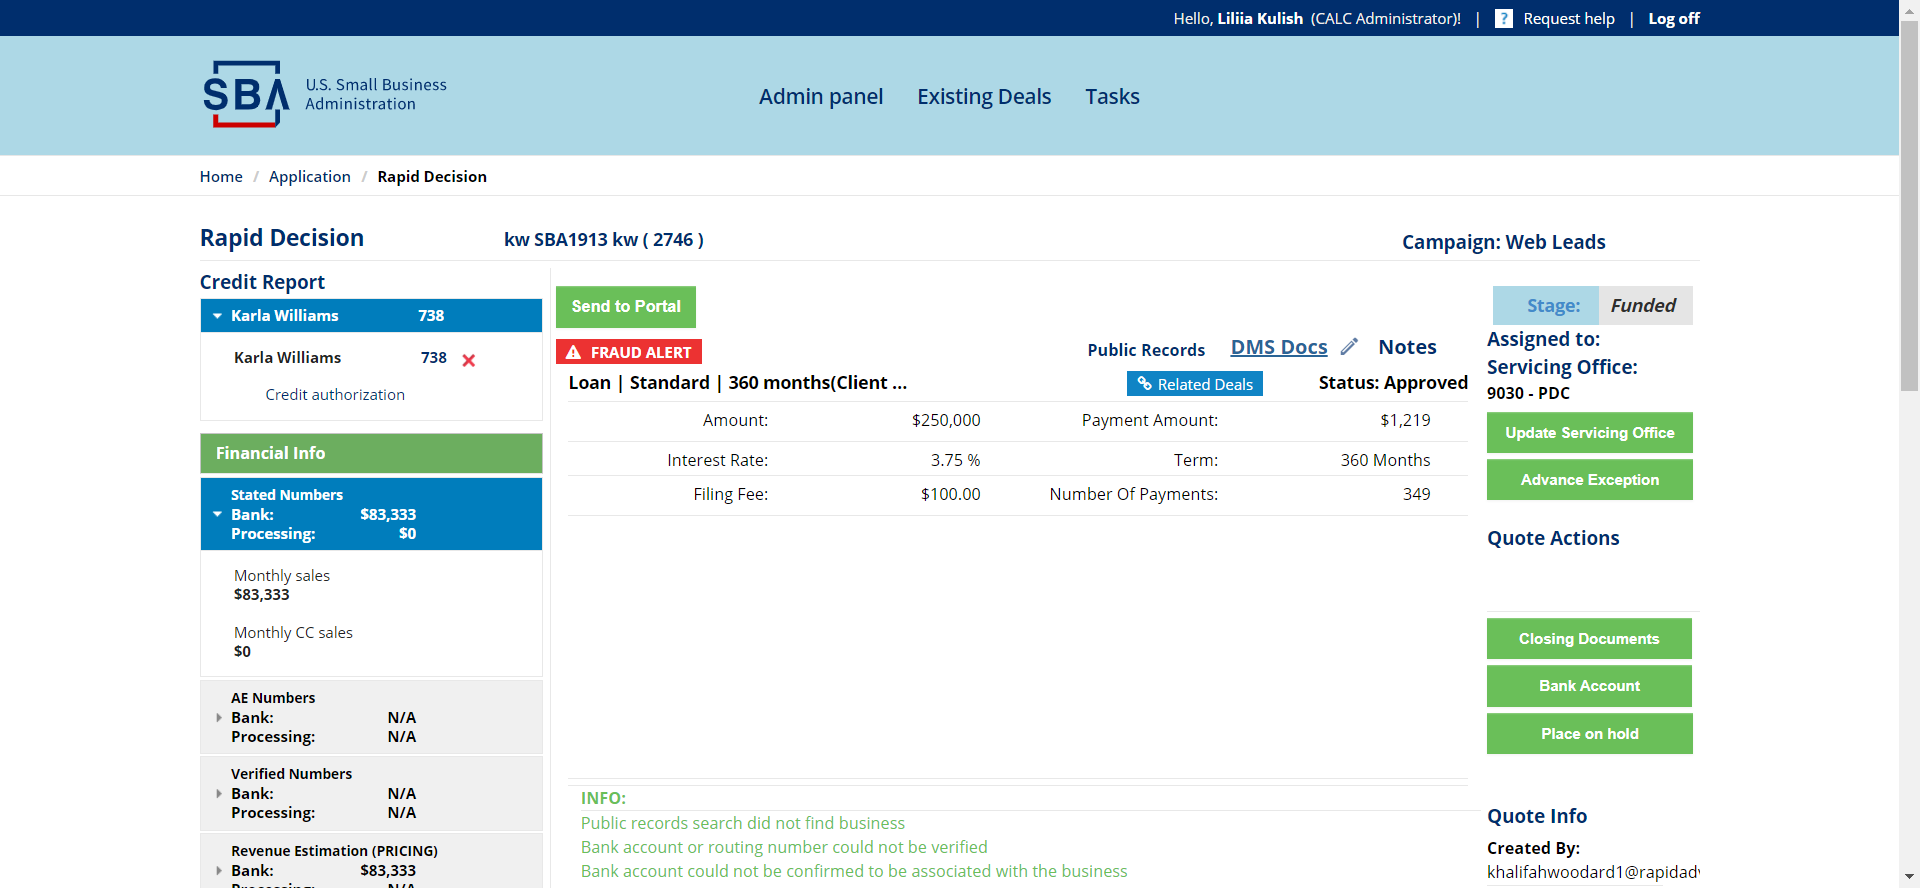 Hello, Liliia Kulish (CALC Administrator)! | ? Request help | Log off
SBA U.S. Small Business Administration
Admin panel Existing Deals Tasks
Home / Application / Rapid Decision
Rapid Decision kw SBA1913 kw ( 2746 ) Campaign: Web Leads
Credit Report
Karla Williams 738
Karla Williams 738
Credit authorization
Financial Info
Stated Numbers
Bank: $83,333
Processing: $0
Monthly sales
$83,333
Monthly CC sales
$0
AE Numbers
Bank: N/A
Processing: N/A
Verified Numbers
Bank: N/A
Processing: N/A
Revenue Estimation (PRICING)
Bank: $83,333
Send to Portal
FRAUD ALERT
Public Records DMS Docs Notes
Loan | Standard | 360 months(Client ...
Related Deals
Status: Approved
Amount: $250,000 Payment Amount: $1,219
Interest Rate: 3.75 % Term: 360 Months
Filing Fee: $100.00 Number Of Payments: 349
INFO:
Public records search did not find business
Bank account or routing number could not be verified
Bank account could not be confirmed to be associated with the business
Stage: Funded
Assigned to:
Servicing Office:
9030 - PDC
Update Servicing Office
Advance Exception
Quote Actions
Closing Documents
Bank Account
Place on hold
Quote Info
Created By:
khalifahwoodard1@rapidadv